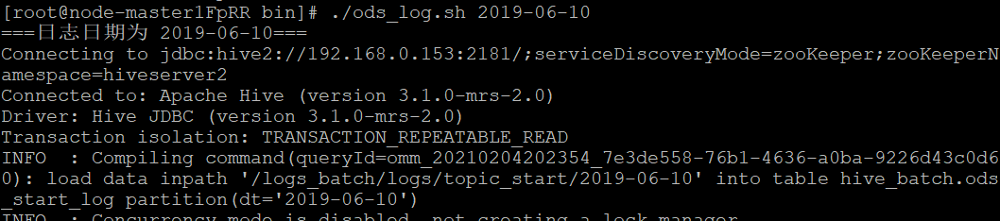 [root@node-master1FpRR bin]# ./ods_log.sh 2019-06-10
===日志日期为 2019-06-10===
Connecting to jdbc:hive2://192.168.0.153:2181/;serviceDiscoveryMode=zooKeeper;zooKeeperN
amespace=hiveserver2
Connected to: Apache Hive (version 3.1.0-mrs-2.0)
Driver: Hive JDBC (version 3.1.0-mrs-2.0)
Transaction isolation: TRANSACTION_REPEATABLE_READ
INFO  : Compiling command(queryId=omm_20210204202354_7e3de558-76b1-4636-a0ba-9226d43c0d6
0): load data inpath '/logs_batch/logs/topic_start/2019-06-10' into table hive_batch.ods
_start_log partition(dt='2019-06-10')
INFO  : Concurrency mode is disabled, not creating a lock manager